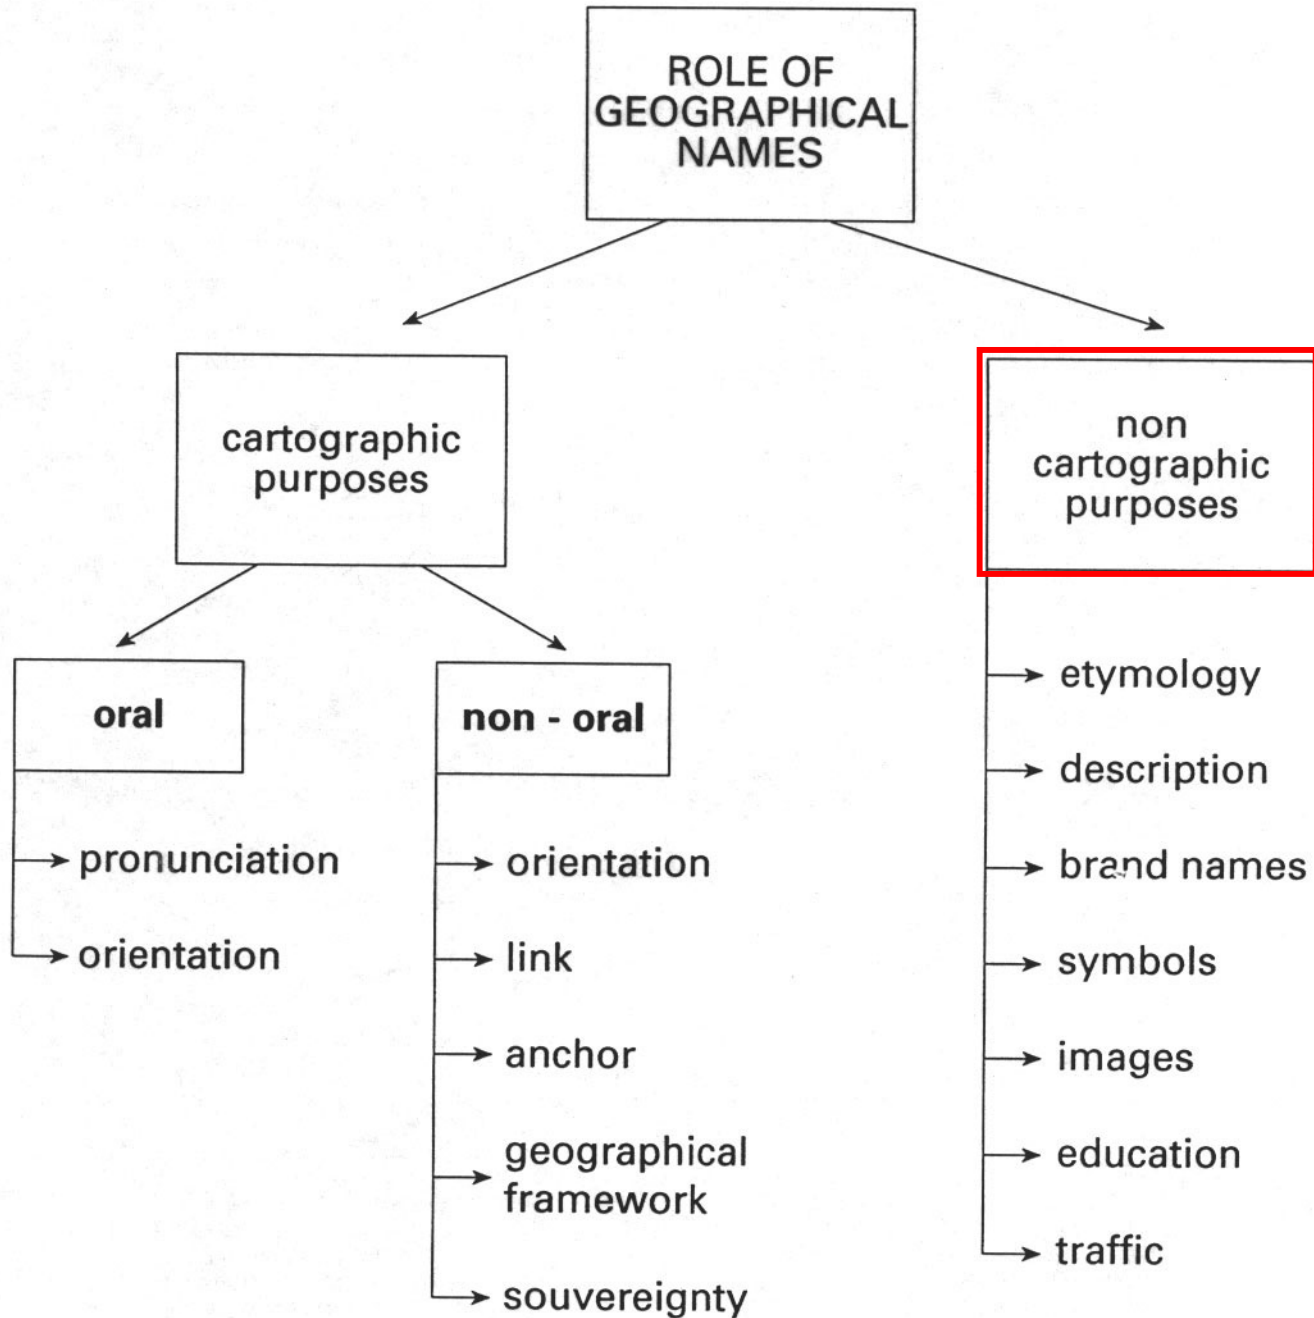 ROLE OF
GEOGRAPHICAL
NAMES
cartographic
purposes
non
cartographic
purposes
oral
pronunciation
orientation
non - oral
orientation
link
anchor
geographical
framework
souvereignty
etymology
description
brand names
symbols
images
education
traffic